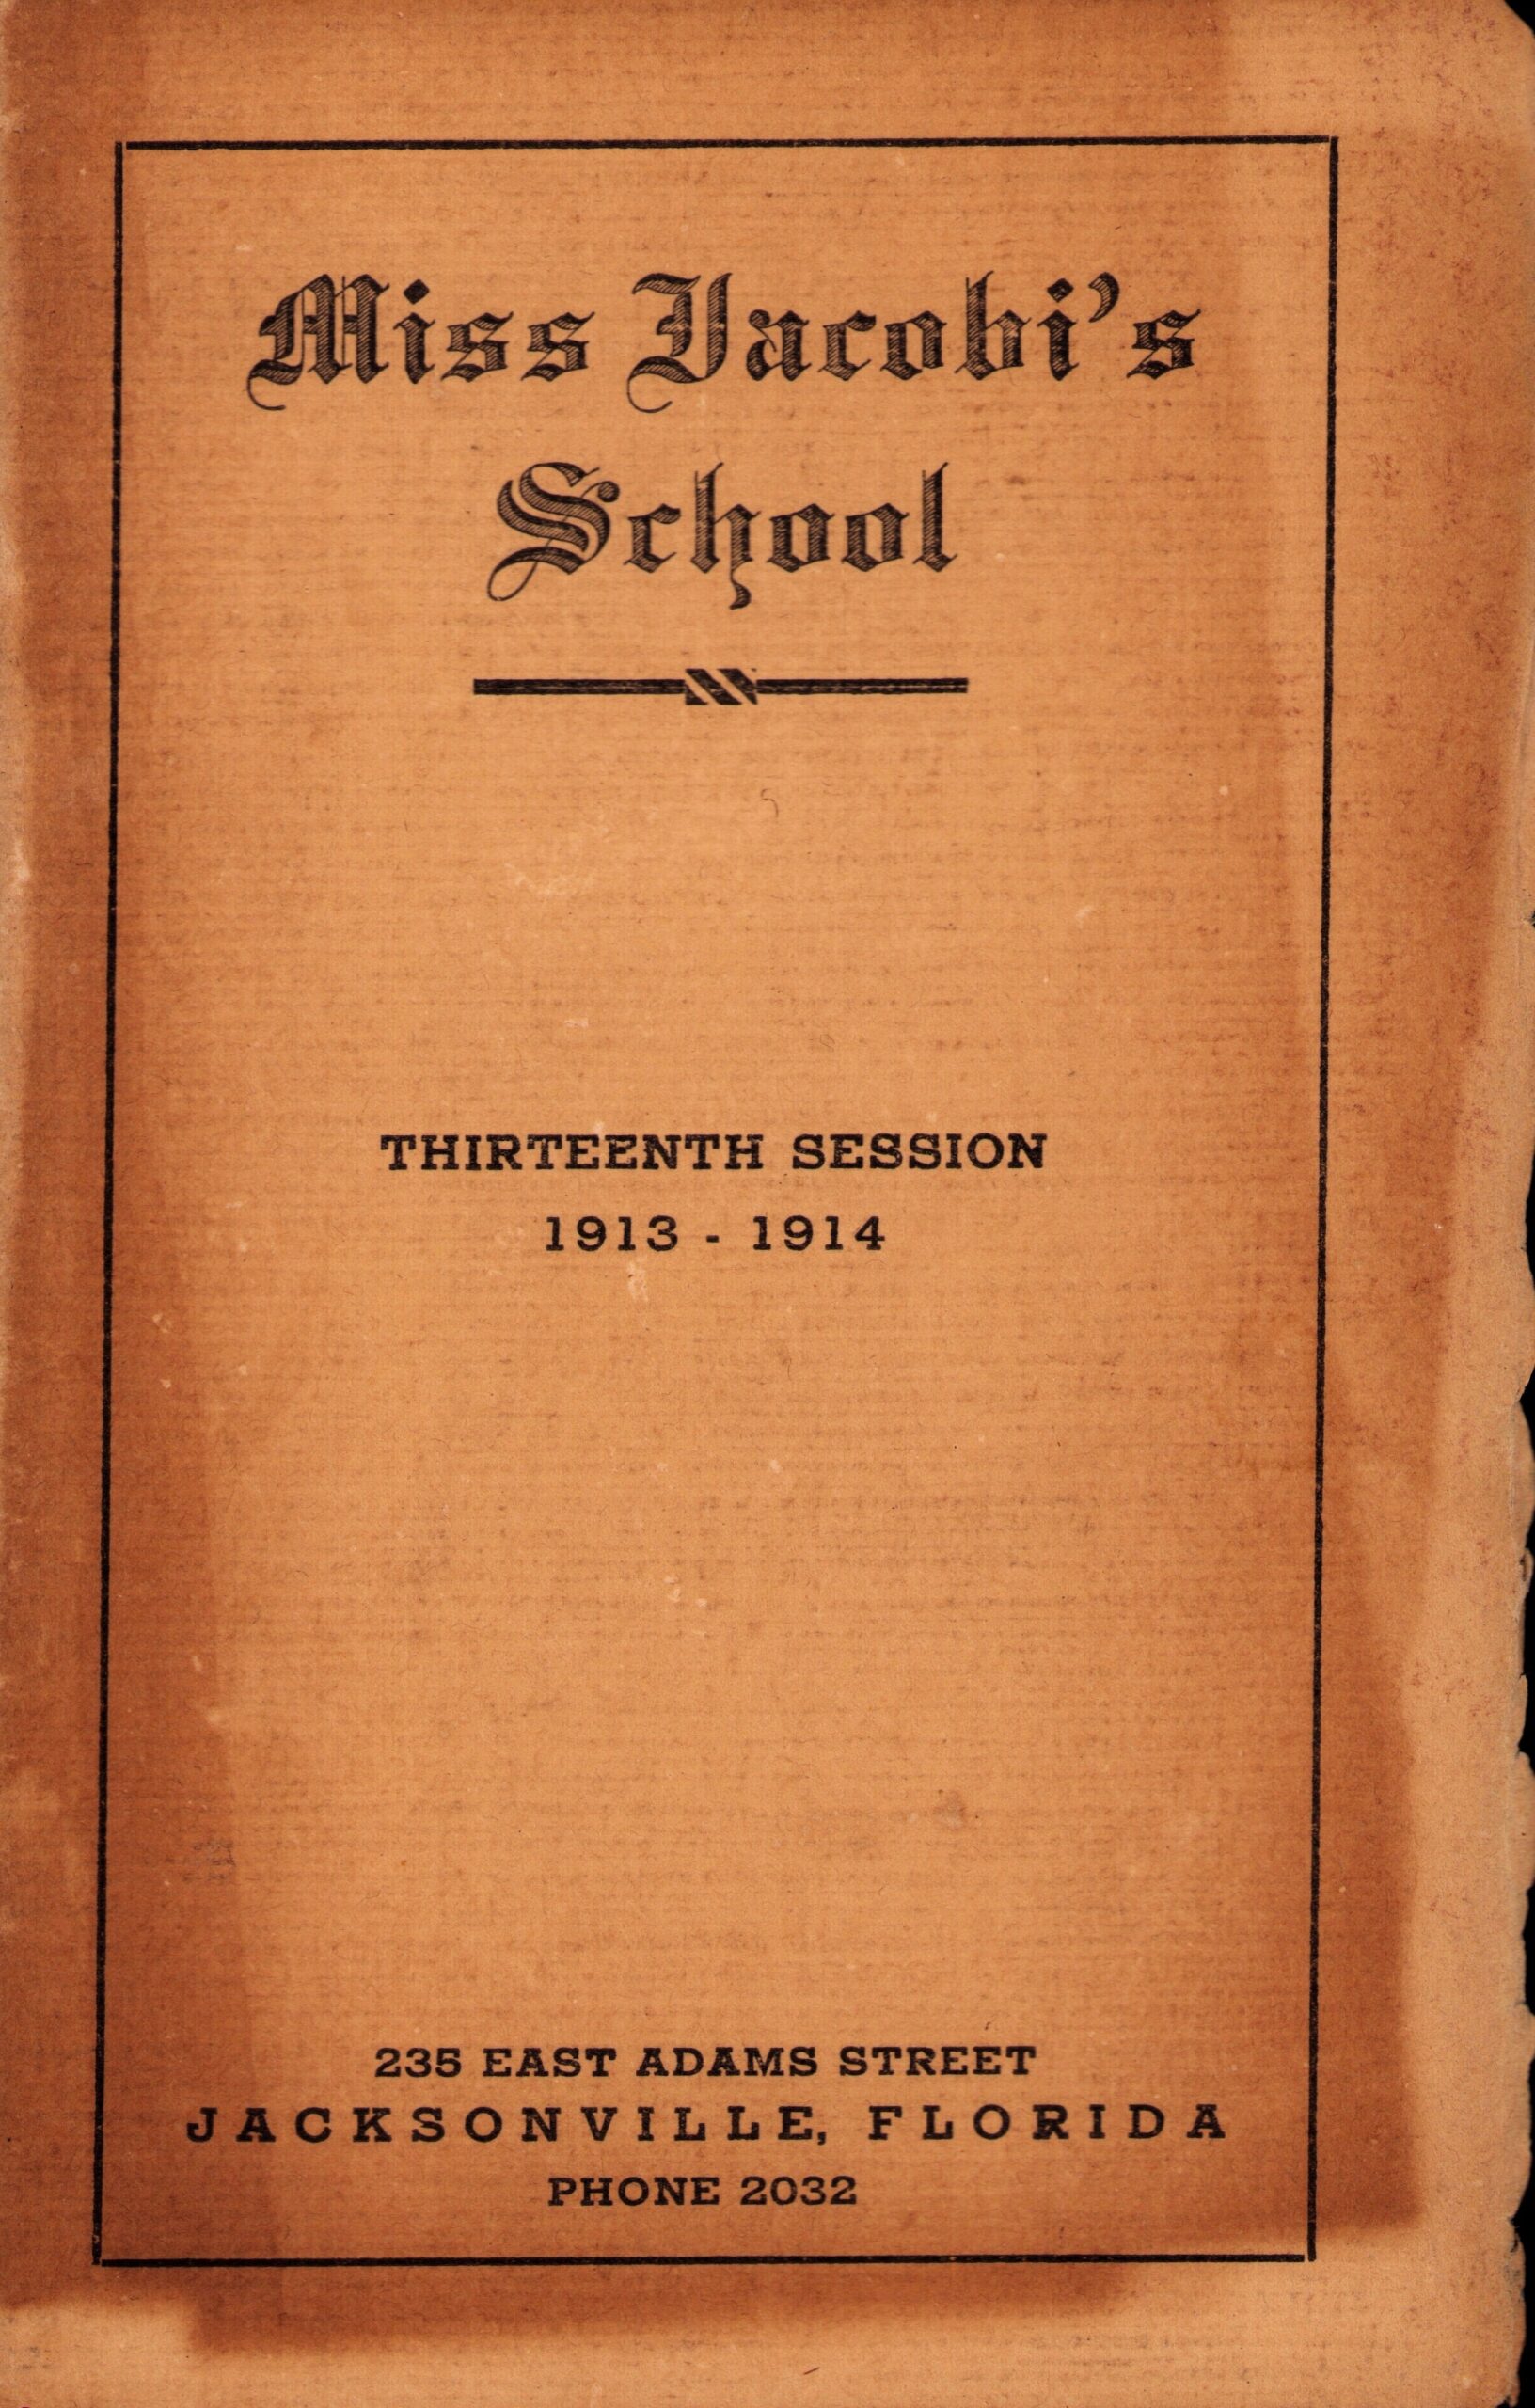 Miss Jacobi's
School
THIRTEENTH SESSION
1913 - 1914
235 EAST ADAMS STREET
JACKSONVILLE, FLORIDA
PHONE 2032